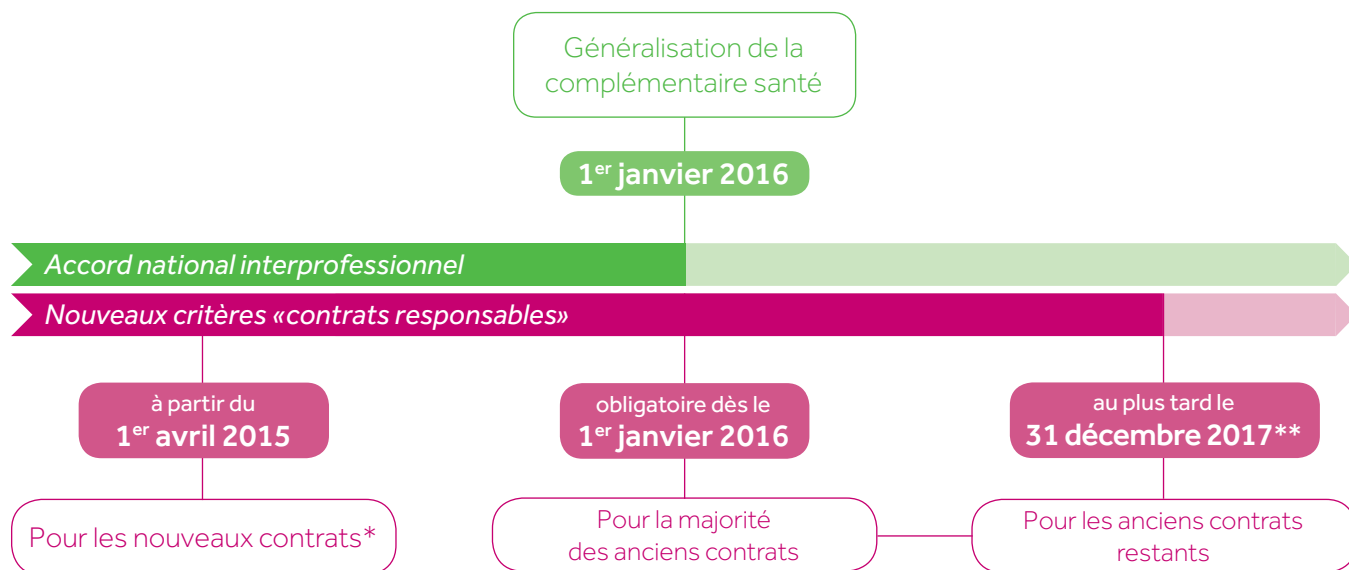 Généralisation de la
complémentaire santé
1er janvier 2016
Accord national interprofessionnel
Nouveaux critères «contrats responsables»
à partir du
1er avril 2015
obligatoire dès le
1er janvier 2016
au plus tard le
31 décembre 2017**
Pour les nouveaux contrats*
Pour la majorité
des anciens contrats
Pour les anciens contrats
restants